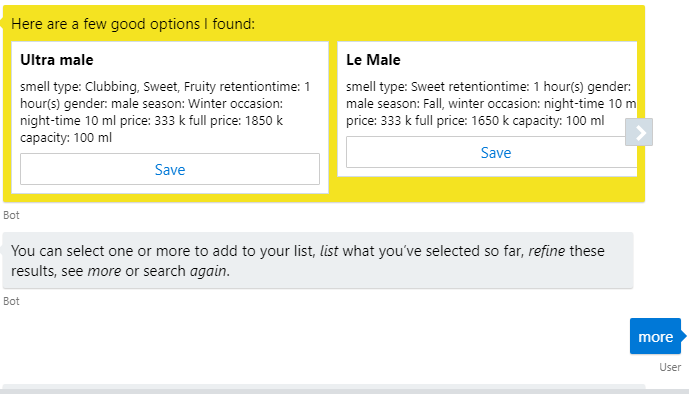 Here are a few good options I found:
Ultra male
smell type: Clubbing, Sweet, Fruity retentiontime: 1
hour(s) gender: male season: Winter occasion:
night-time 10 ml price: 333 k full price: 1850 k
capacity: 100 ml
Save
Le Male
smell type: Sweet retentiontime: 1 hour(s) gender:
male season: Fall, winter occasion: night-time 10 m
price: 333 k full price: 1650 k capacity: 100 ml
Save
Bot
You can select one or more to add to your list, list what you've selected so far, refine these
results, see more or search again.
Bot
more
User